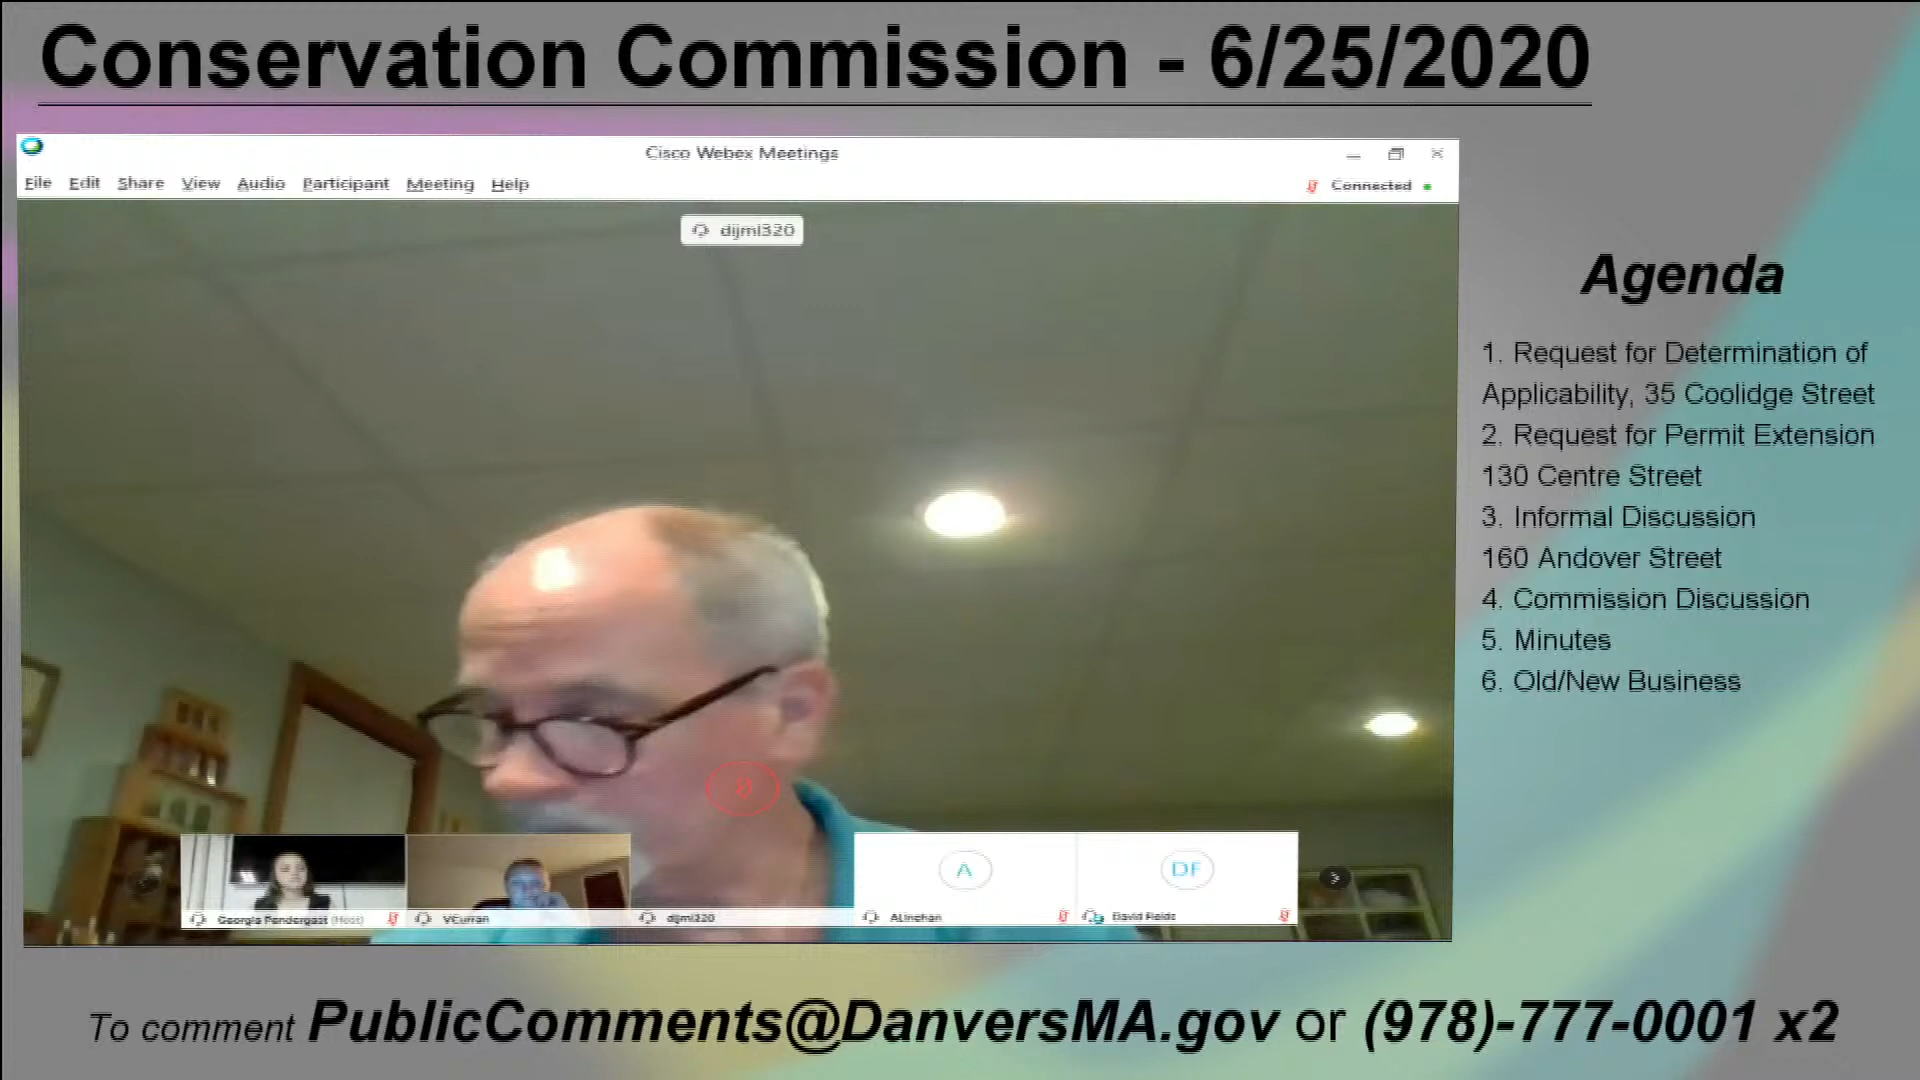 Conservation Commission - 6/25/2020
Cisco Webex Meetings
File Edit Share View Audio Participant Meeting Help
Connected
dijmi320
Agenda
1. Request for Determination of
Applicability, 35 Coolidge Street
2. Request for Permit Extension
130 Centre Street
3. Informal Discussion
160 Andover Street
4. Commission Discussion
5. Minutes
6. Old/New Business
A
DF
Georgia Pendergast (Host)
VCurran
dijmi320
ALinehan
David Fields
To comment PublicComments@DanversMA.gov or (978)-777-0001 x2